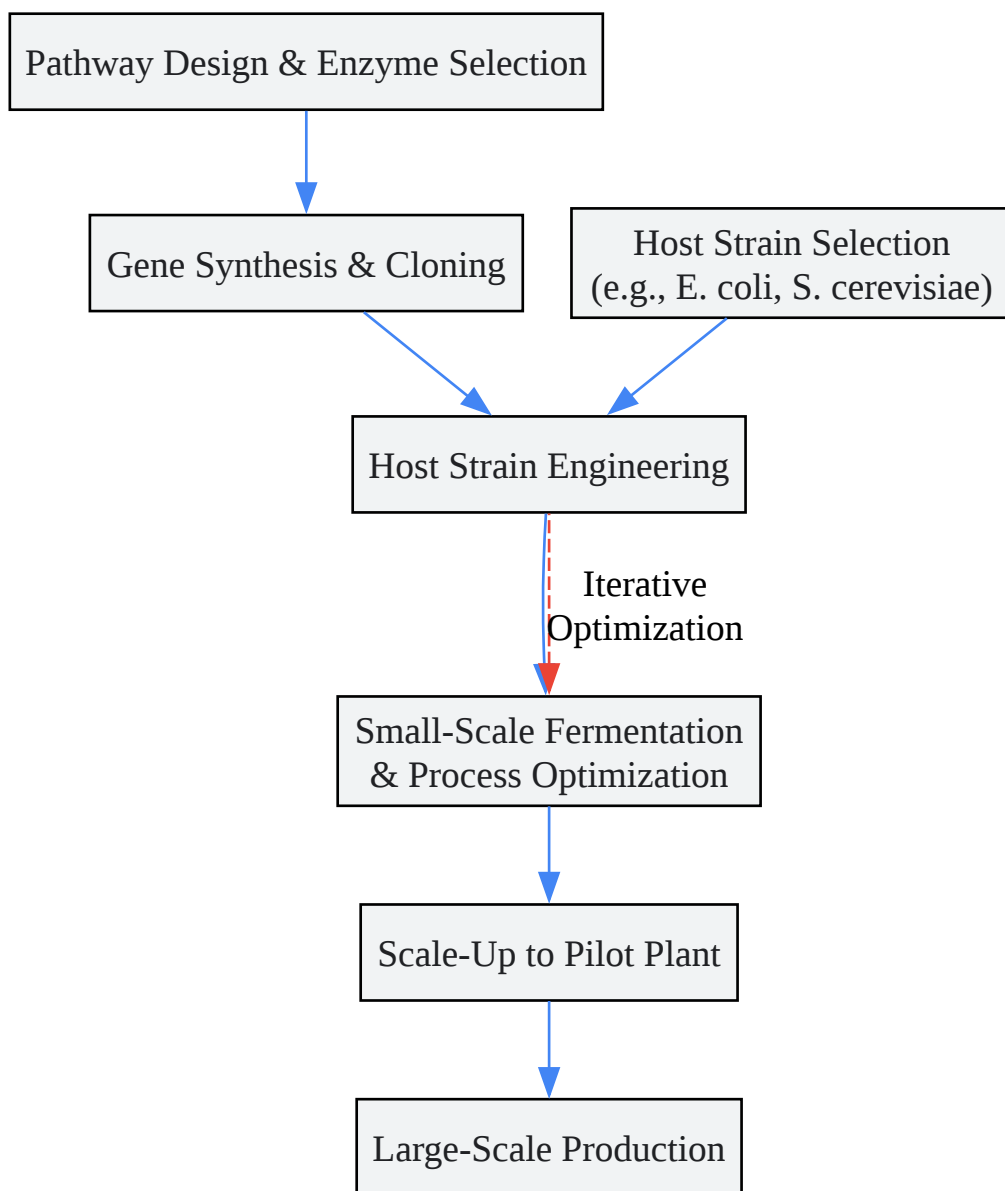 Pathway Design & Enzyme Selection
Gene Synthesis & Cloning
Host Strain Selection
(e.g., E. coli, S. cerevisiae)
Host Strain Engineering
Iterative
Optimization
Small-Scale Fermentation
& Process Optimization
Scale-Up to Pilot Plant
Large-Scale Production